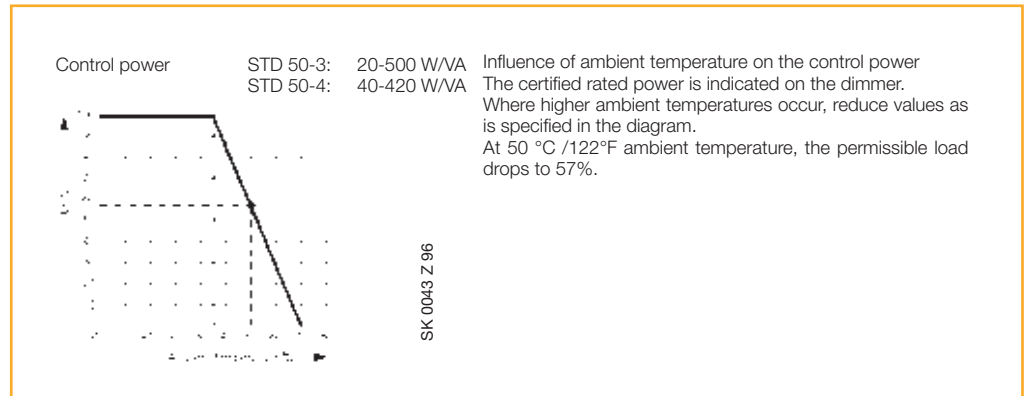 Control power STD 50-3: 20-500 W/VA
STD 50-4: 40-420 W/VA
Influence of ambient temperature on the control power
The certified rated power is indicated on the dimmer.
Where higher ambient temperatures occur, reduce values as
is specified in the diagram.
At 50 °C /122°F ambient temperature, the permissible load
drops to 57%.
SK 0043 Z 96